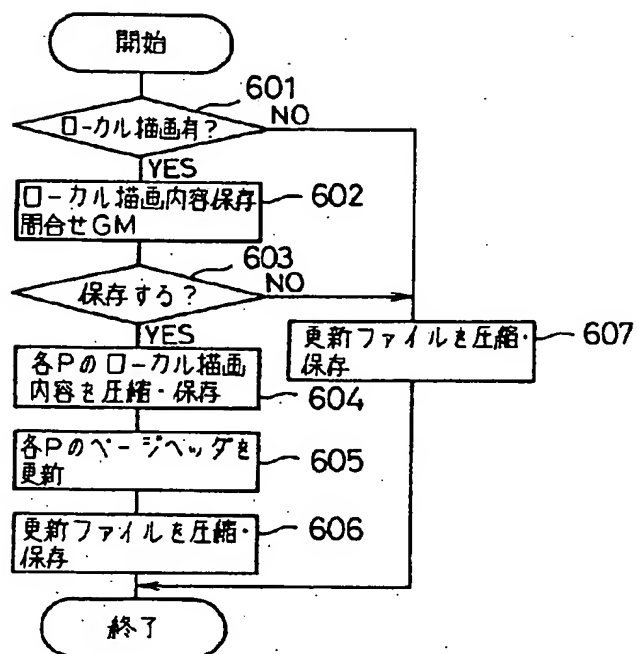 開始
601
ローカル描画有?
NO
YES
ローカル描画内容保存
問合せGM
602
603
保存する?
NO
YES
各Pのローカル描画
内容を圧縮・保存
604
更新ファイルを圧縮・
保存
607
各Pのページヘッダを
更新
605
更新ファイルを圧縮・
保存
606
終了